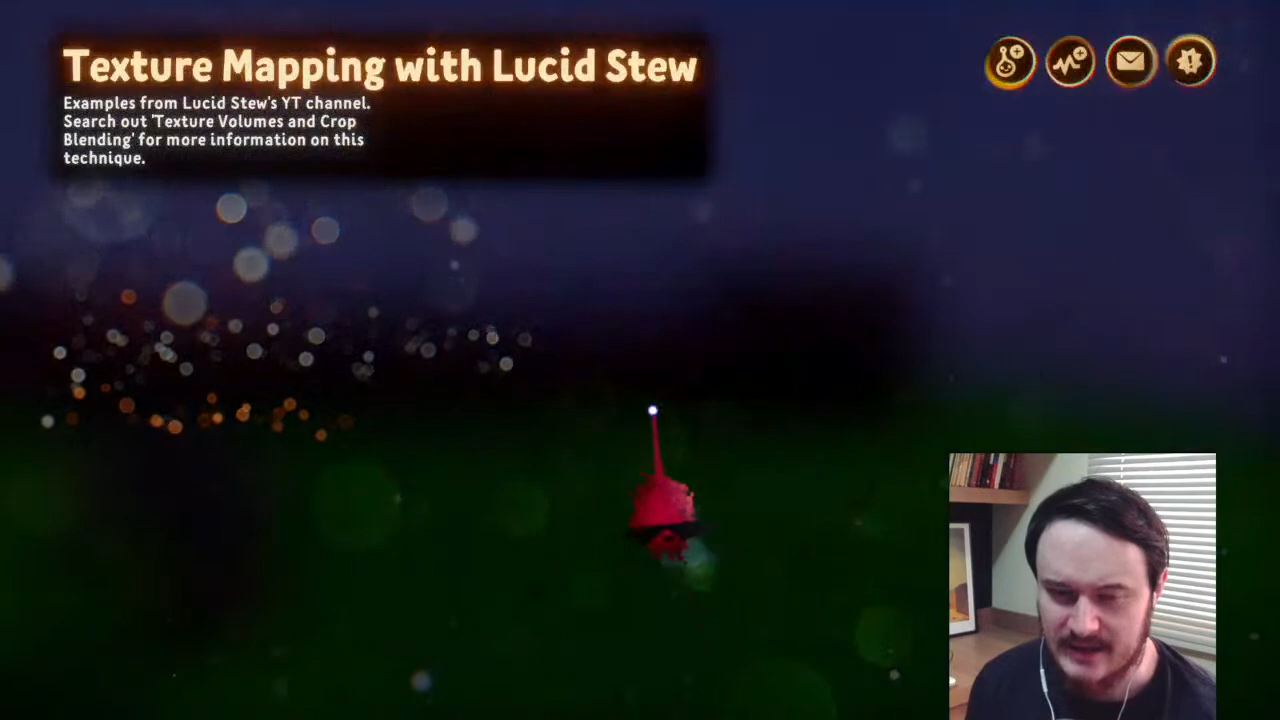 Texture Mapping with Lucid Stew
Examples from Lucid Stew's YT channel.
Search out 'Texture Volumes and Crop
Blending' for more information on this
technique.